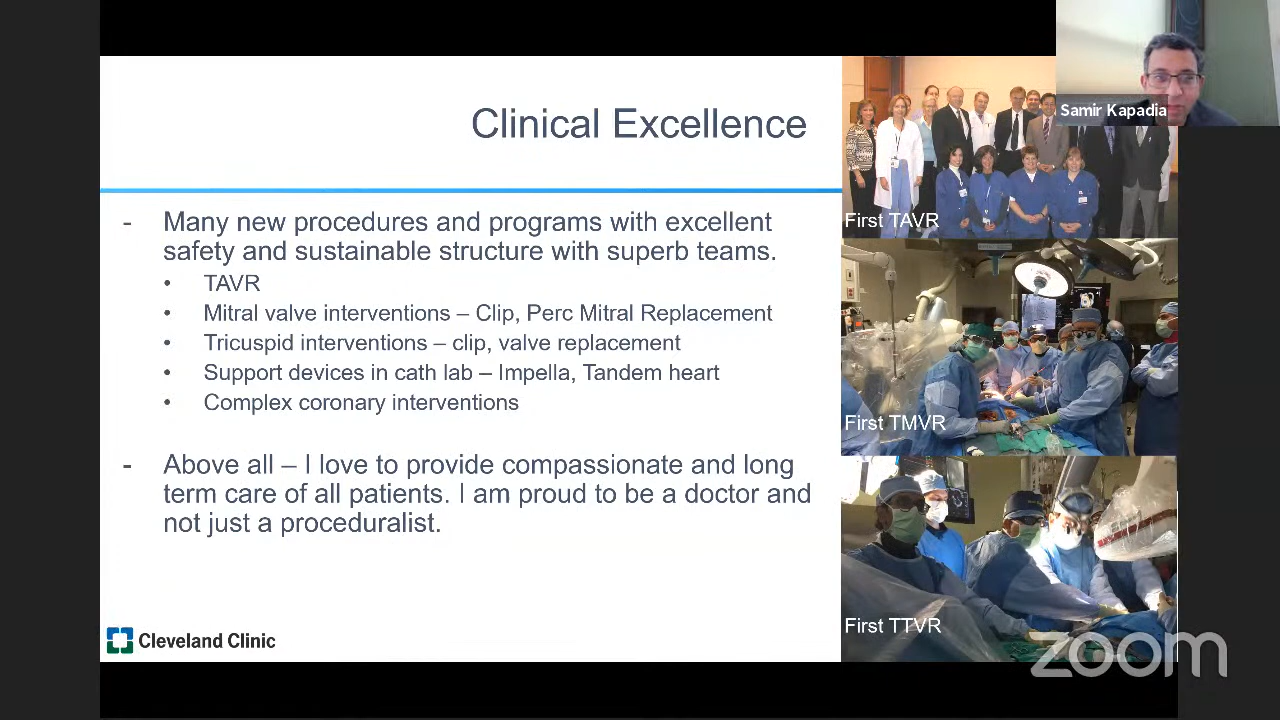 Samir Kapadia
Clinical Excellence
- Many new procedures and programs with excellent
safety and sustainable structure with superb teams.
• TAVR
• Mitral valve interventions – Clip, Perc Mitral Replacement
• Tricuspid interventions – clip, valve replacement
• Support devices in cath lab – Impella, Tandem heart
• Complex coronary interventions
- Above all – I love to provide compassionate and long
term care of all patients. I am proud to be a doctor and
not just a proceduralist.
First TAVR
First TMVR
First TTVR
Cleveland Clinic
zoom